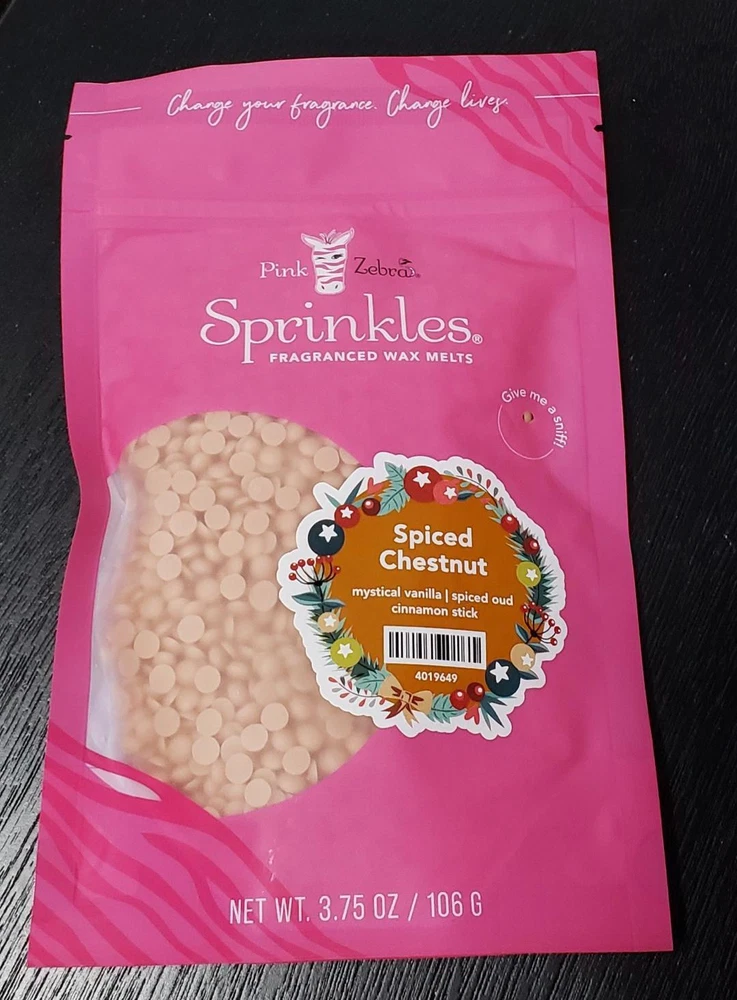 Change your fragrance. Change lives.
Pink Zebra®
Sprinkles®
FRAGRANCED WAX MELTS
Give me a sniff!
Spiced
Chestnut
mystical vanilla | spiced oud
cinnamon stick
4019649
NET WT. 3.75 OZ / 106 G